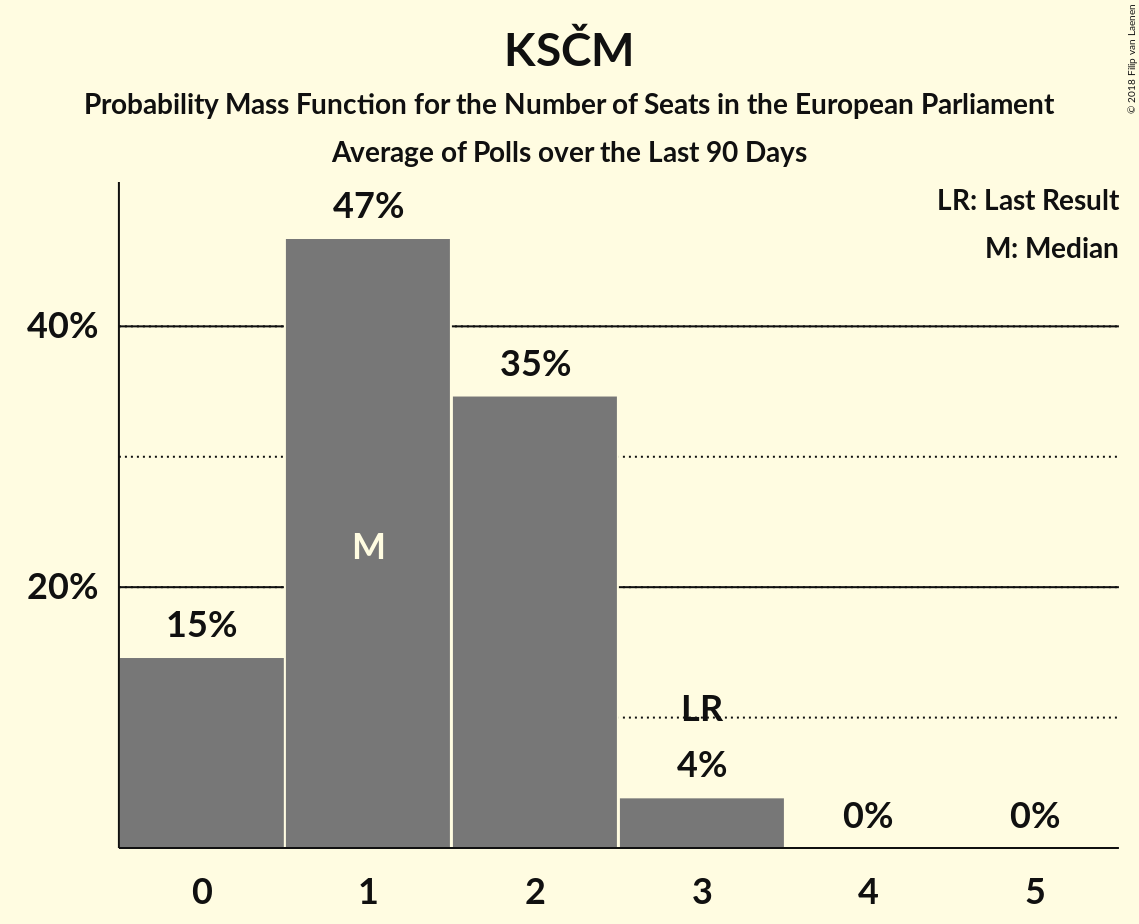 KSČM
Probability Mass Function for the Number of Seats in the European Parliament
Average of Polls over the Last 90 Days
© 2018 Filip van Laenen
LR: Last Result
M: Median
47%
40%
35%
M
20%
15%
LR
4%
0%
0%
0
1
2
3
4
5